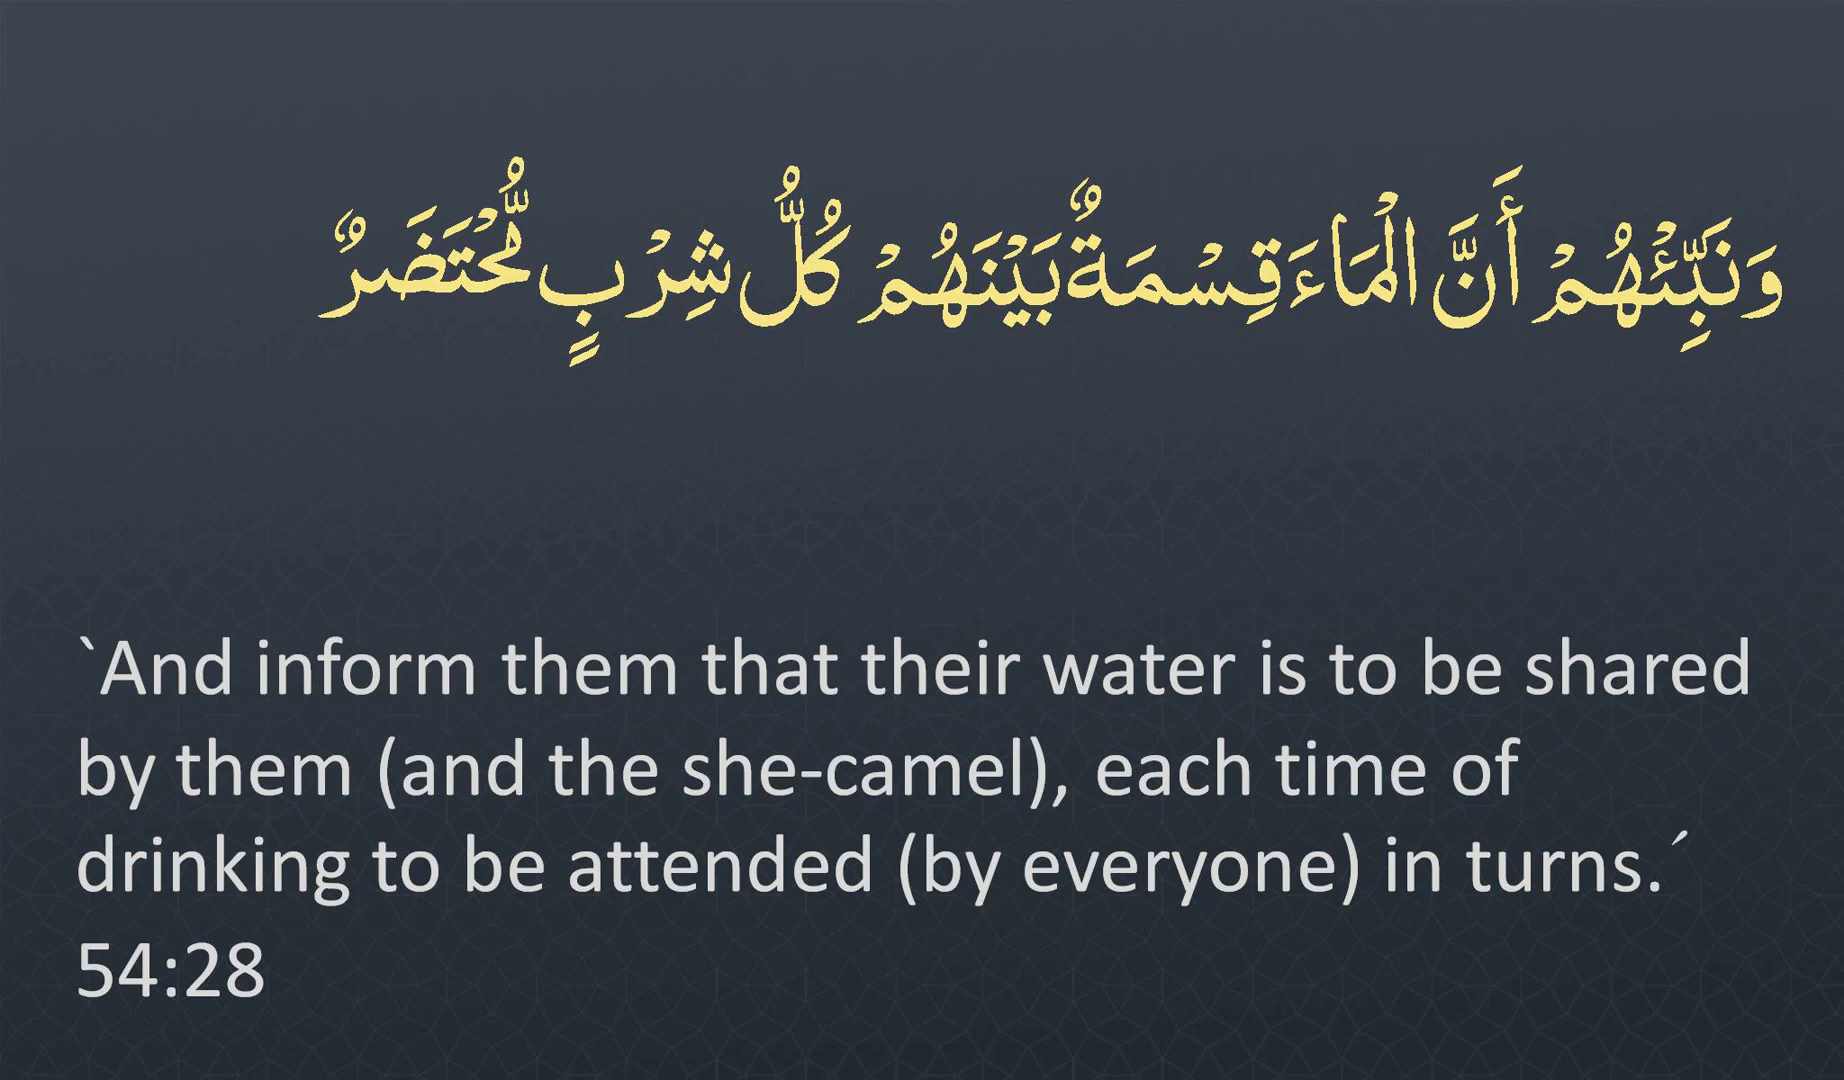 وَنَبِّئْهُمْ أَنَّ الْمَاءَ قِسْمَةٌ بَيْنَهُمْ كُلُّ شِرْبٍ مُّحْتَضَرٌ
`And inform them that their water is to be shared
by them (and the she-camel), each time of
drinking to be attended (by everyone) in turns.´
54:28